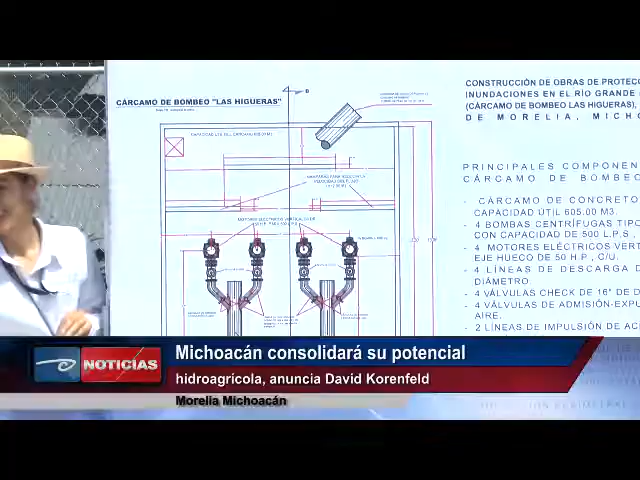 CÁRCAMO DE BOMBEO "LAS HIGUERAS"
B
CONSTRUCCIÓN DE OBRAS DE PROTEC
INUNDACIONES EN EL RÍO GRANDE
(CÁRCAMO DE BOMBEO LAS HIGUERAS),
DE MORELIA, MICHO
PRINCIPALES COMPONEN
CÁRCAMO DE BOMBEO
- CÁRCAMO DE CONCRETO
CAPACIDAD ÚTIL 605.00 M3.
- 4 BOMBAS CENTRÍFUGAS TIPO
CON CAPACIDAD DE 500 L.P.S,
- 4 MOTORES ELÉCTRICOS VERT
EJE HUECO DE 50 H.P., C/U.
- 4 LÍNEAS DE DESCARGA D
DIÁMETRO.
- 4 VÁLVULAS CHECK DE 16" DE D
- 4 VÁLVULAS DE ADMISIÓN-EXPU
AIRE.
- 2 LÍNEAS DE IMPULSIÓN DE AC
NOTICIAS
Michoacán consolidará su potencial
hidroagrícola, anuncia David Korenfeld
Morelia Michoacán